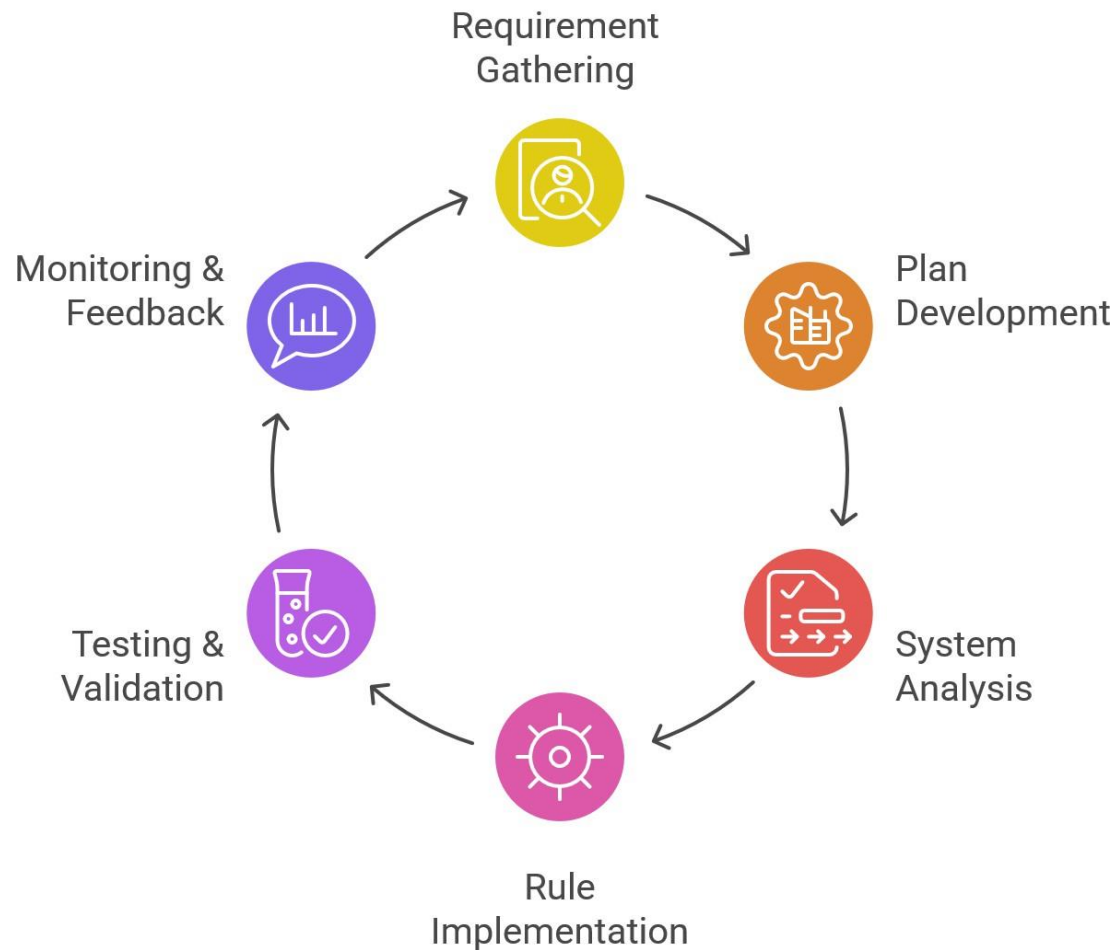 Requirement
Gathering
Plan
Development
System
Analysis
Rule
Implementation
Testing &
Validation
Monitoring &
Feedback